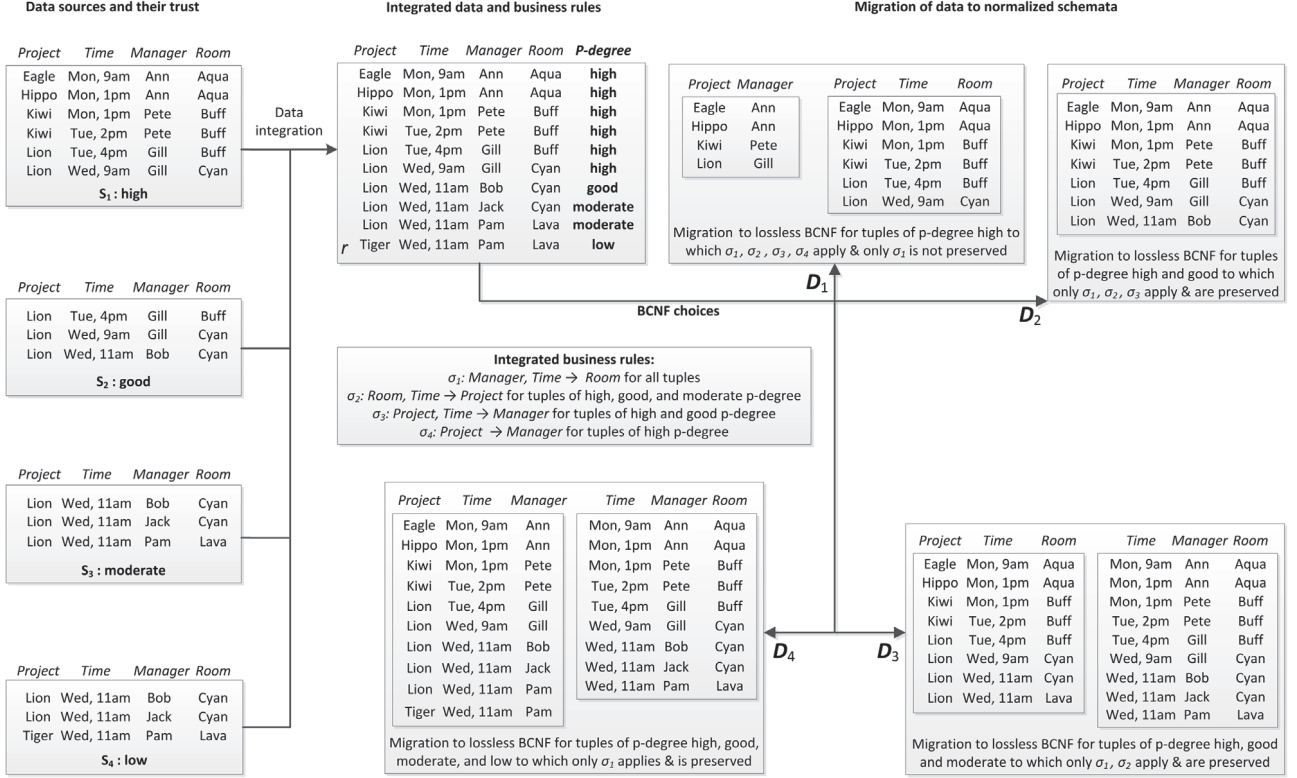 Data sources and their trust
Project Time Manager Room
Eagle Mon, 9am Ann Aqua
Hippo Mon, 1pm Ann Aqua
Kiwi Mon, 1pm Pete Buff
Kiwi Tue, 2pm Pete Buff
Lion Tue, 4pm Gill Buff
Lion Wed, 9am Gill Cyan
S₁ : high
Project Time Manager Room
Lion Tue, 4pm Gill Buff
Lion Wed, 9am Gill Cyan
Lion Wed, 11am Bob Cyan
S₂ : good
Project Time Manager Room
Lion Wed, 11am Bob Cyan
Lion Wed, 11am Jack Cyan
Lion Wed, 11am Pam Lava
S₃ : moderate
Project Time Manager Room
Lion Wed, 11am Bob Cyan
Lion Wed, 11am Jack Cyan
Tiger Wed, 11am Pam Lava
S₄ : low
Data
integration
Integrated data and business rules
Project Time Manager Room P-degree
Eagle Mon, 9am Ann Aqua high
Hippo Mon, 1pm Ann Aqua high
Kiwi Mon, 1pm Pete Buff high
Kiwi Tue, 2pm Pete Buff high
Lion Tue, 4pm Gill Buff high
Lion Wed, 9am Gill Cyan high
Lion Wed, 11am Bob Cyan good
Lion Wed, 11am Jack Cyan moderate
Lion Wed, 11am Pam Lava moderate
r Tiger Wed, 11am Pam Lava low
BCNF choices
Integrated business rules:
σ₁: Manager, Time → Room for all tuples
σ₂: Room, Time → Project for tuples of high, good, and moderate p-degree
σ₃: Project, Time → Manager for tuples of high and good p-degree
σ₄: Project → Manager for tuples of high p-degree
Migration of data to normalized schemata
Project Manager
Eagle Ann
Hippo Ann
Kiwi Pete
Lion Gill
Project Time Room
Eagle Mon, 9am Aqua
Hippo Mon, 1pm Aqua
Kiwi Mon, 1pm Buff
Kiwi Tue, 2pm Buff
Lion Tue, 4pm Buff
Lion Wed, 9am Cyan
Migration to lossless BCNF for tuples of p-degree high to
which σ₁, σ₂ , σ₃, σ₄ apply & only σ₁ is not preserved
D₁
Project Time Manager Room
Eagle Mon, 9am Ann Aqua
Hippo Mon, 1pm Ann Aqua
Kiwi Mon, 1pm Pete Buff
Kiwi Tue, 2pm Pete Buff
Lion Tue, 4pm Gill Buff
Lion Wed, 9am Gill Cyan
Lion Wed, 11am Bob Cyan
Migration to lossless BCNF for tuples
of p-degree high and good to which
only σ₁, σ₂, σ₃ apply & are preserved
D₂
Project Time Manager
Eagle Mon, 9am Ann
Hippo Mon, 1pm Ann
Kiwi Mon, 1pm Pete
Kiwi Tue, 2pm Pete
Lion Tue, 4pm Gill
Lion Wed, 9am Gill
Lion Wed, 11am Bob
Lion Wed, 11am Jack
Lion Wed, 11am Pam
Tiger Wed, 11am Pam
Time Manager Room
Mon, 9am Ann Aqua
Mon, 1pm Ann Aqua
Mon, 1pm Pete Buff
Tue, 2pm Pete Buff
Tue, 4pm Gill Buff
Wed, 9am Gill Cyan
Wed, 11am Bob Cyan
Wed, 11am Jack Cyan
Wed, 11am Pam Lava
Migration to lossless BCNF for tuples of p-degree high, good,
moderate, and low to which only σ₁ applies & is preserved
D₄
D₃
Project Time Room
Eagle Mon, 9am Aqua
Hippo Mon, 1pm Aqua
Kiwi Mon, 1pm Buff
Kiwi Tue, 2pm Buff
Lion Tue, 4pm Buff
Lion Wed, 9am Cyan
Lion Wed, 11am Cyan
Lion Wed, 11am Lava
Time Manager Room
Mon, 9am Ann Aqua
Mon, 1pm Ann Aqua
Mon, 1pm Pete Buff
Tue, 2pm Pete Buff
Tue, 4pm Gill Buff
Wed, 9am Gill Cyan
Wed, 11am Bob Cyan
Wed, 11am Jack Cyan
Wed, 11am Pam Lava
Migration to lossless BCNF for tuples of p-degree high, good
and moderate to which only σ₁, σ₂ apply & are preserved